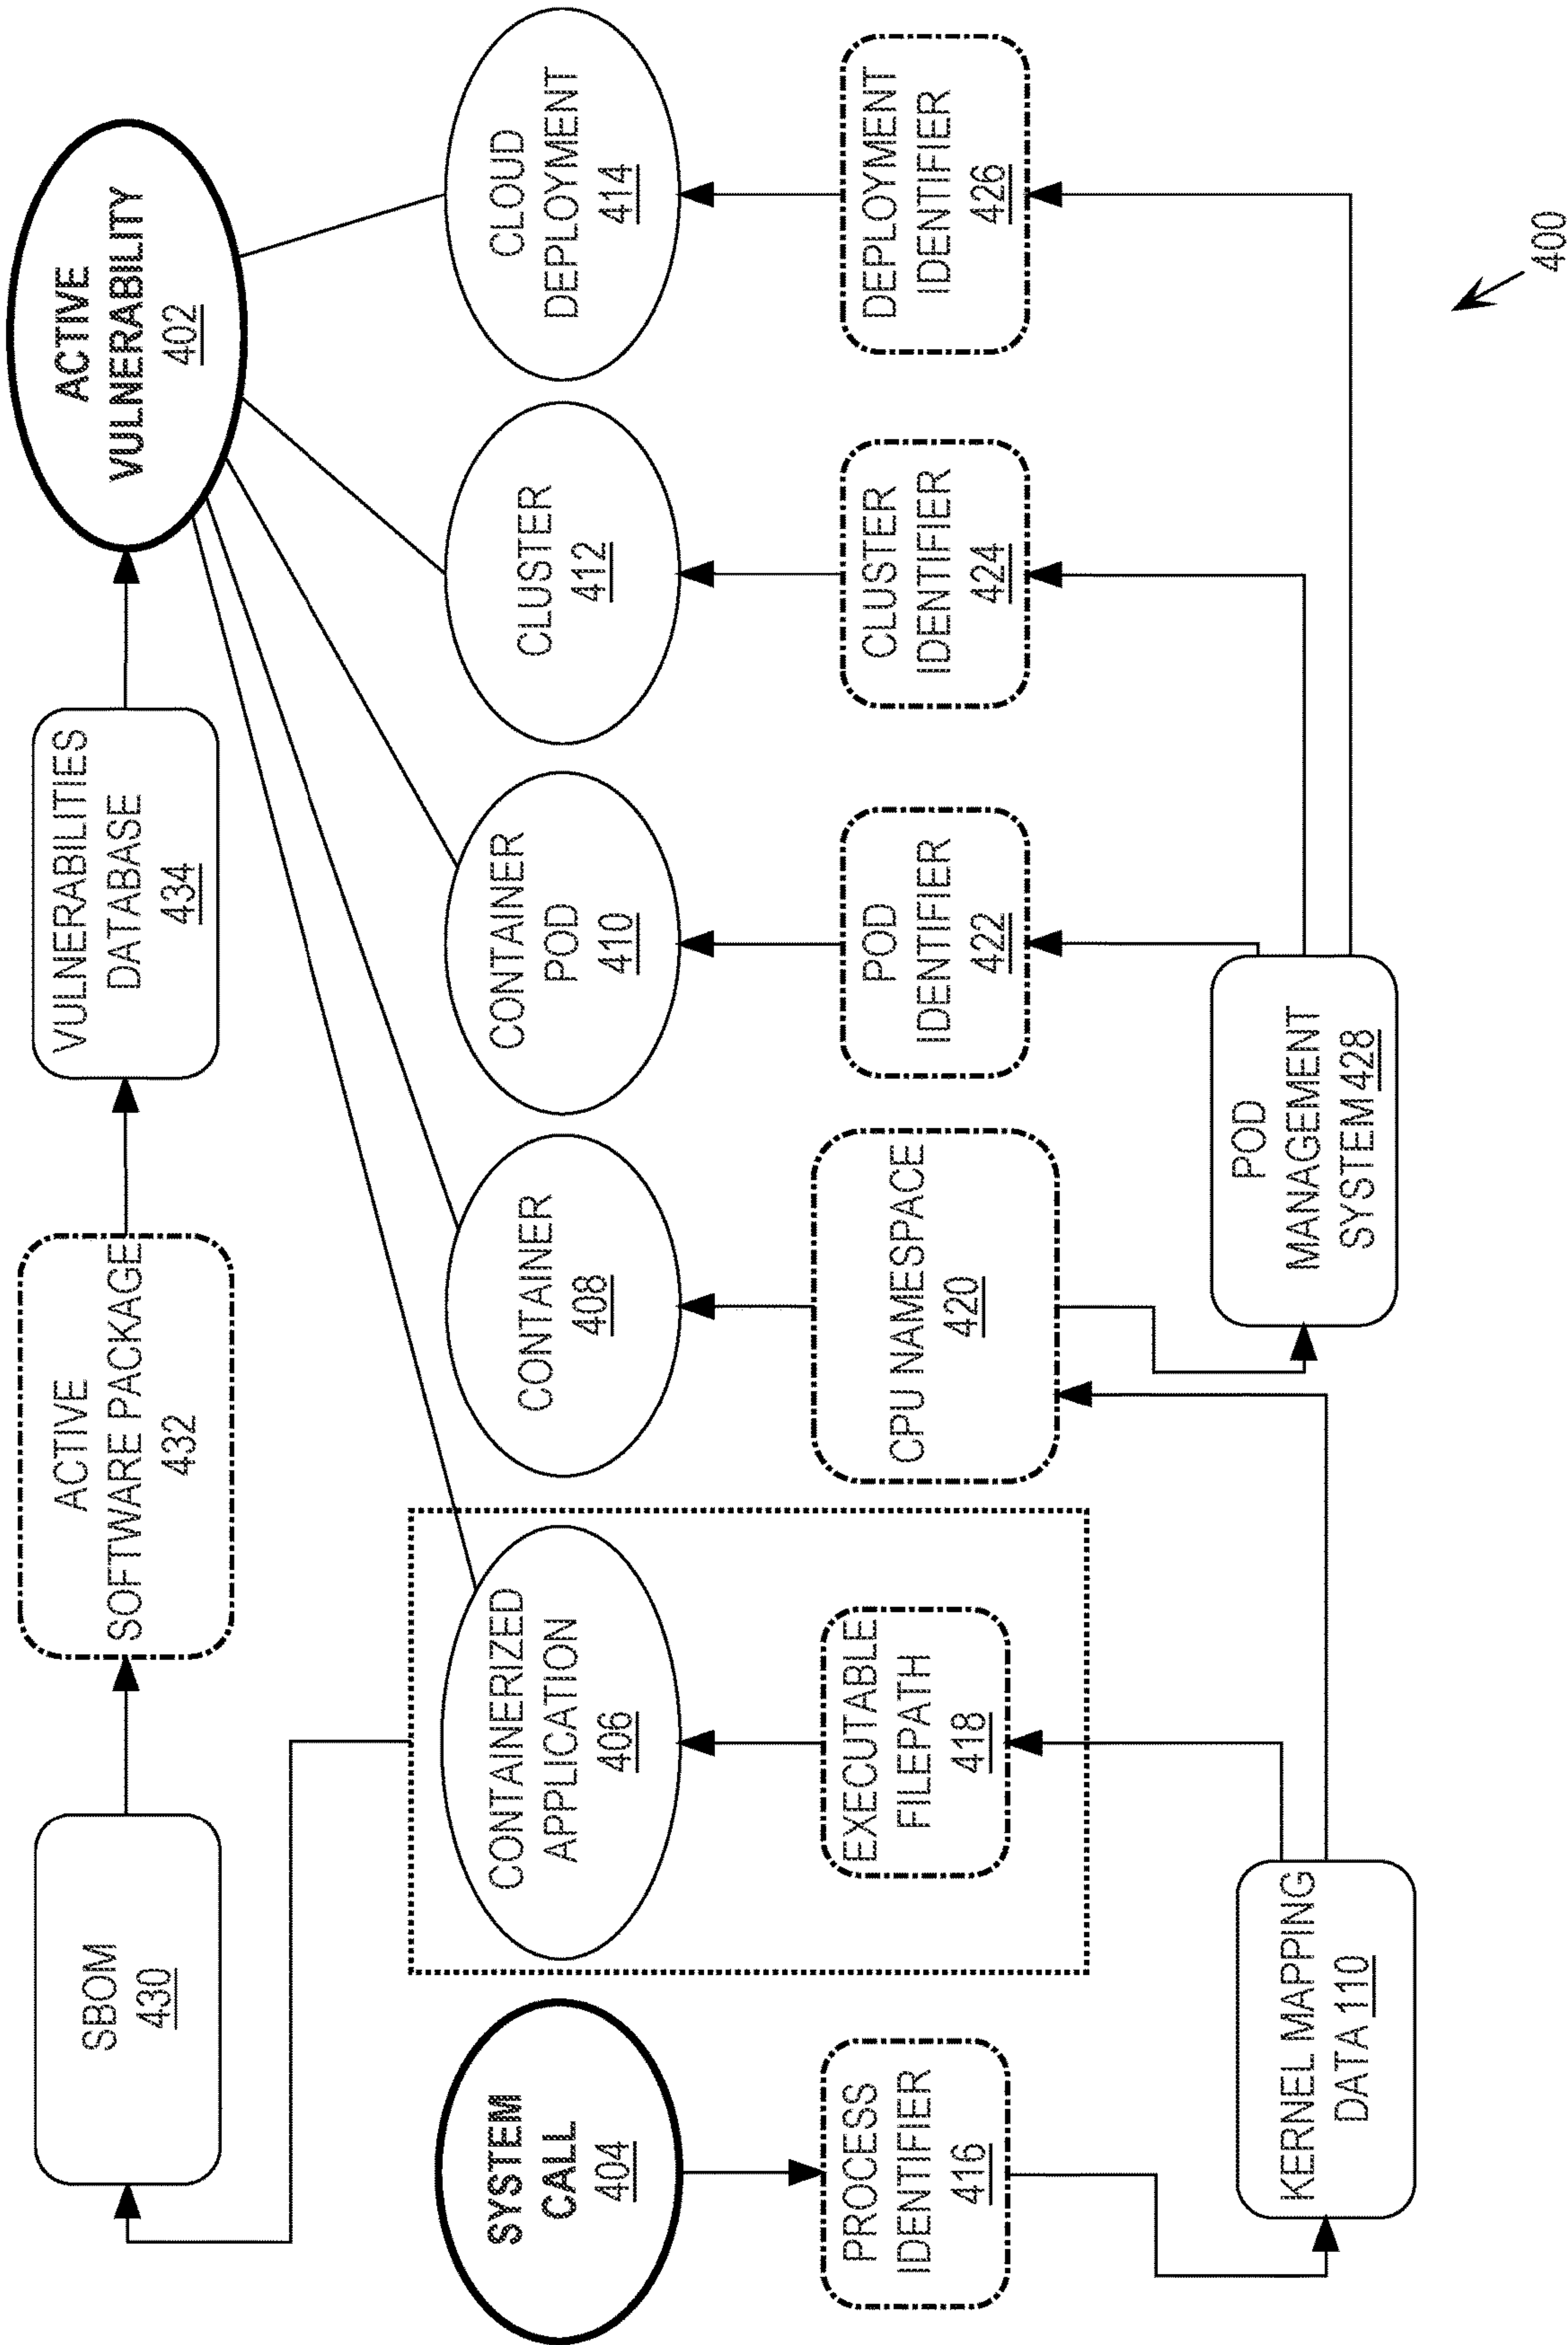 SBOM
430
ACTIVE
SOFTWARE PACKAGE
432
VULNERABILITIES
DATABASE
434
ACTIVE
VULNERABILITY
402
SYSTEM
CALL
404
CONTAINERIZED
APPLICATION
406
CONTAINER
408
CONTAINER
POD
410
CLUSTER
412
CLOUD
DEPLOYMENT
414
PROCESS
IDENTIFIER
416
EXECUTABLE
FILEPATH
418
CPU NAMESPACE
420
POD
IDENTIFIER
422
CLUSTER
IDENTIFIER
424
DEPLOYMENT
IDENTIFIER
426
KERNEL MAPPING
DATA 110
POD
MANAGEMENT
SYSTEM 428
400